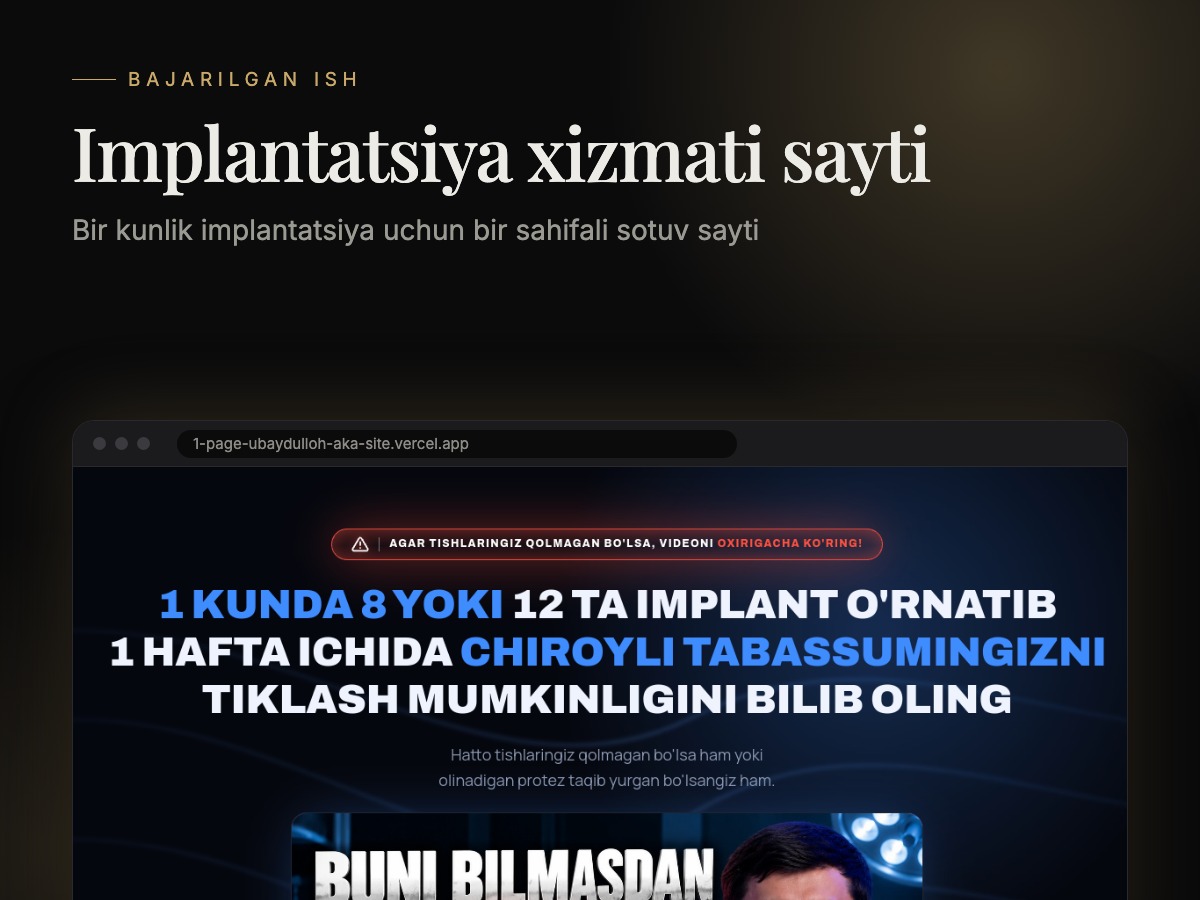 BAJARILGAN ISH
Implantatsiya xizmati sayti
Bir kunlik implantatsiya uchun bir sahifali sotuv sayti
1-page-ubaydulloh-aka-site.vercel.app
AGAR TISHLARINGIZ QOLMAGAN BO'LSA, VIDEONI OXIRIGACHA KO'RING!
1 KUNDA 8 YOKI 12 TA IMPLANT O'RNATIB
1 HAFTA ICHIDA CHIROYLI TABASSUMINGIZNI
TIKLASH MUMKINLIGINI BILIB OLING
Hatto tishlaringiz qolmagan bo'lsa ham yoki
olinadigan protez taqib yurgan bo'lsangiz ham.
BUNI BILMASDAN